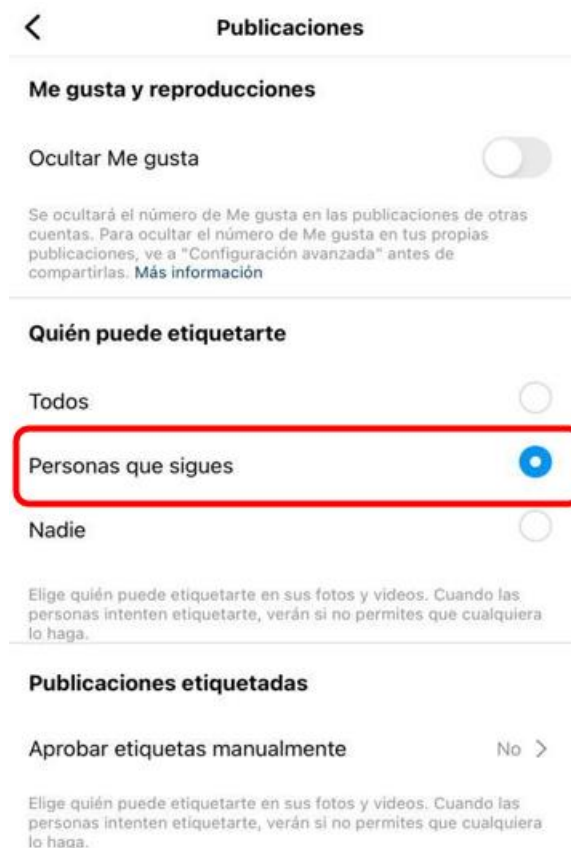 Publicaciones
Me gusta y reproducciones
Ocultar Me gusta
Se ocultará el número de Me gusta en las publicaciones de otras
cuentas. Para ocultar el número de Me gusta en tus propias
publicaciones, ve a "Configuración avanzada" antes de
compartirlas. Más información
Quién puede etiquetarte
Todos
Personas que sigues
Nadie
Elige quién puede etiquetarte en sus fotos y videos. Cuando las
personas intenten etiquetarte, verán si no permites que cualquiera
lo haga.
Publicaciones etiquetadas
Aprobar etiquetas manualmente No
Elige quién puede etiquetarte en sus fotos y videos. Cuando las
personas intenten etiquetarte, verán si no permites que cualquiera
lo haga.